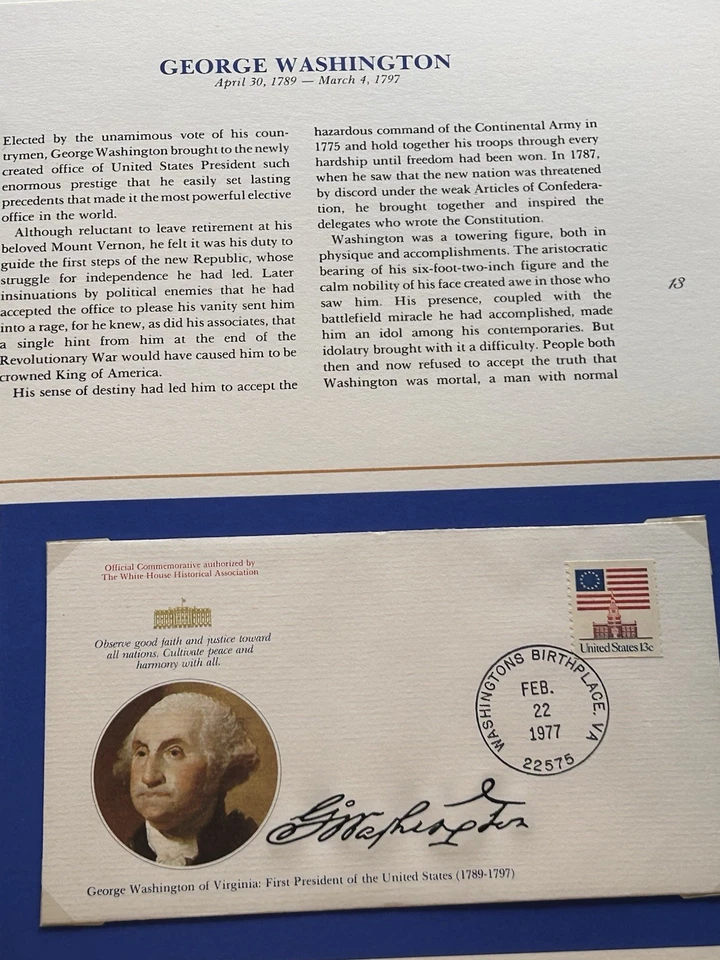 GEORGE WASHINGTON
April 30, 1789 — March 4, 1797
Elected by the unamimous vote of his coun-
trymen, George Washington brought to the newly
created office of United States President such
enormous prestige that he easily set lasting
precedents that made it the most powerful elective
office in the world.
Although reluctant to leave retirement at his
beloved Mount Vernon, he felt it was his duty to
guide the first steps of the new Republic, whose
struggle for independence he had led. Later
insinuations by political enemies that he had
accepted the office to please his vanity sent him
into a rage, for he knew, as did his associates, that
a single hint from him at the end of the
Revolutionary War would have caused him to be
crowned King of America.
His sense of destiny had led him to accept the
hazardous command of the Continental Army in
1775 and hold together his troops through every
hardship until freedom had been won. In 1787,
when he saw that the new nation was threatened
by discord under the weak Articles of Confedera-
tion, he brought together and inspired the
delegates who wrote the Constitution.
Washington was a towering figure, both in
physique and accomplishments. The aristocratic
bearing of his six-foot-two-inch figure and the
calm nobility of his face created awe in those who
saw him. His presence, coupled with the
battlefield miracle he had accomplished, made
him an idol among his contemporaries. But
idolatry brought with it a difficulty. People both
then and now refused to accept the truth that
Washington was mortal, a man with normal
13
Official Commemorative authorized by
The White House Historical Association
Observe good faith and justice toward
all nations. Cultivate peace and
harmony with all.
United States 13c
WASHINGTONS BIRTHPLACE, VA
FEB.
22
1977
22575
G Washington
George Washington of Virginia: First President of the United States (1789-1797)